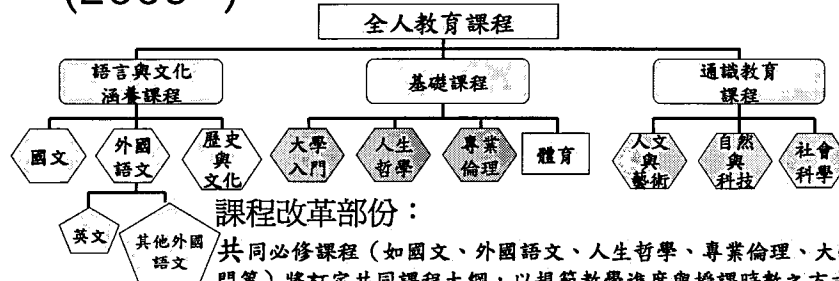 (2005
全人教育課程
語言與文化
涵養課程
基礎課程
通識教育
課程
國文
外國
語文
歷史
與
文化
大學
入門
人生
哲學
專業
倫理
體育
人文
與
藝術
自然
與
科技
社會
科學
英文
其他外國
語文
課程改革部份：
共同必修課程（如國文、外國語文、人生哲學、專業倫理、大